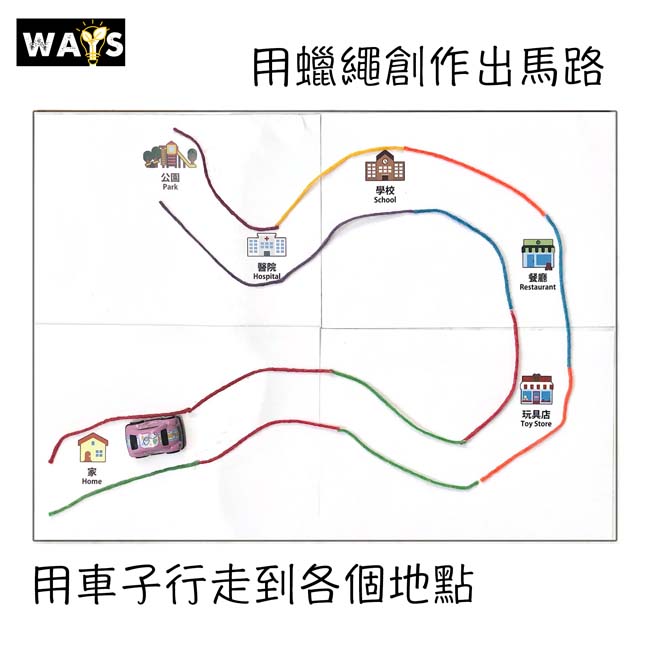 WAYS
用蠟繩創作出馬路
公園
Park
學校
School
醫院
Hospital
餐廳
Restaurant
玩具店
Toy Store
家
Home
用車子行走到各個地點